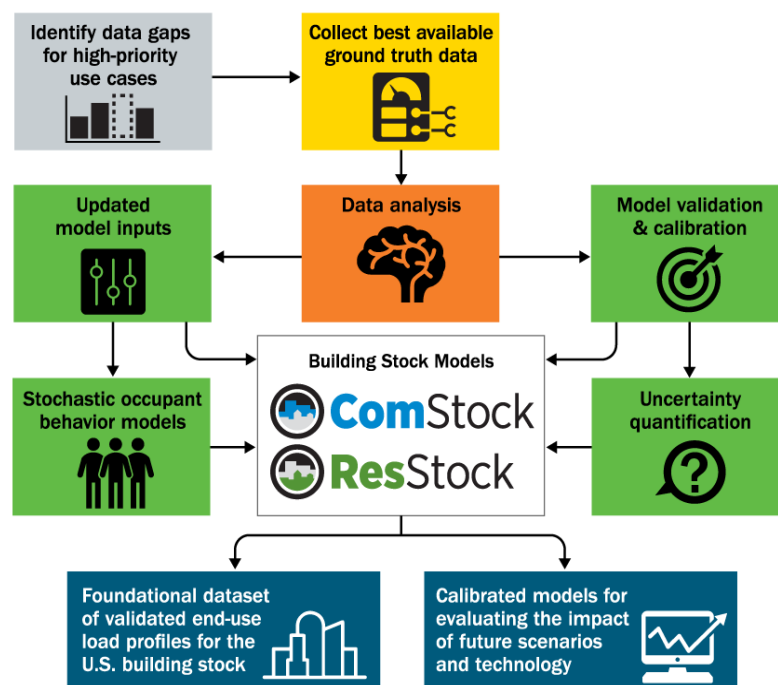 Identify data gaps
for high-priority
use cases
Collect best available
ground truth data
Updated
model inputs
Data analysis
Model validation
& calibration
Building Stock Models
ComStock
ResStock
Stochastic occupant
behavior models
Uncertainty
quantification
?
Foundational dataset
of validated end-use
load profiles for the
U.S. building stock
Calibrated models for
evaluating the impact
of future scenarios
and technology